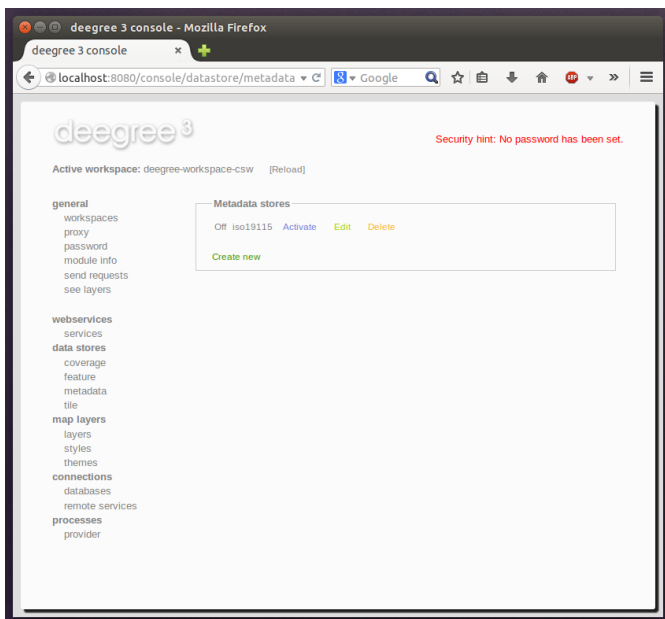 deegree 3 console - Mozilla Firefox
deegree 3 console
localhost:8080/console/datastore/metadata
Google
ABP
deegree 3
Security hint: No password has been set.
Active workspace: deegree-workspace-csw [Reload]
general
workspaces
proxy
password
module info
send requests
see layers
webservices
services
data stores
coverage
feature
metadata
tile
map layers
layers
styles
themes
connections
databases
remote services
processes
provider
Metadata stores
Off iso19115 Activate Edit Delete
Create new